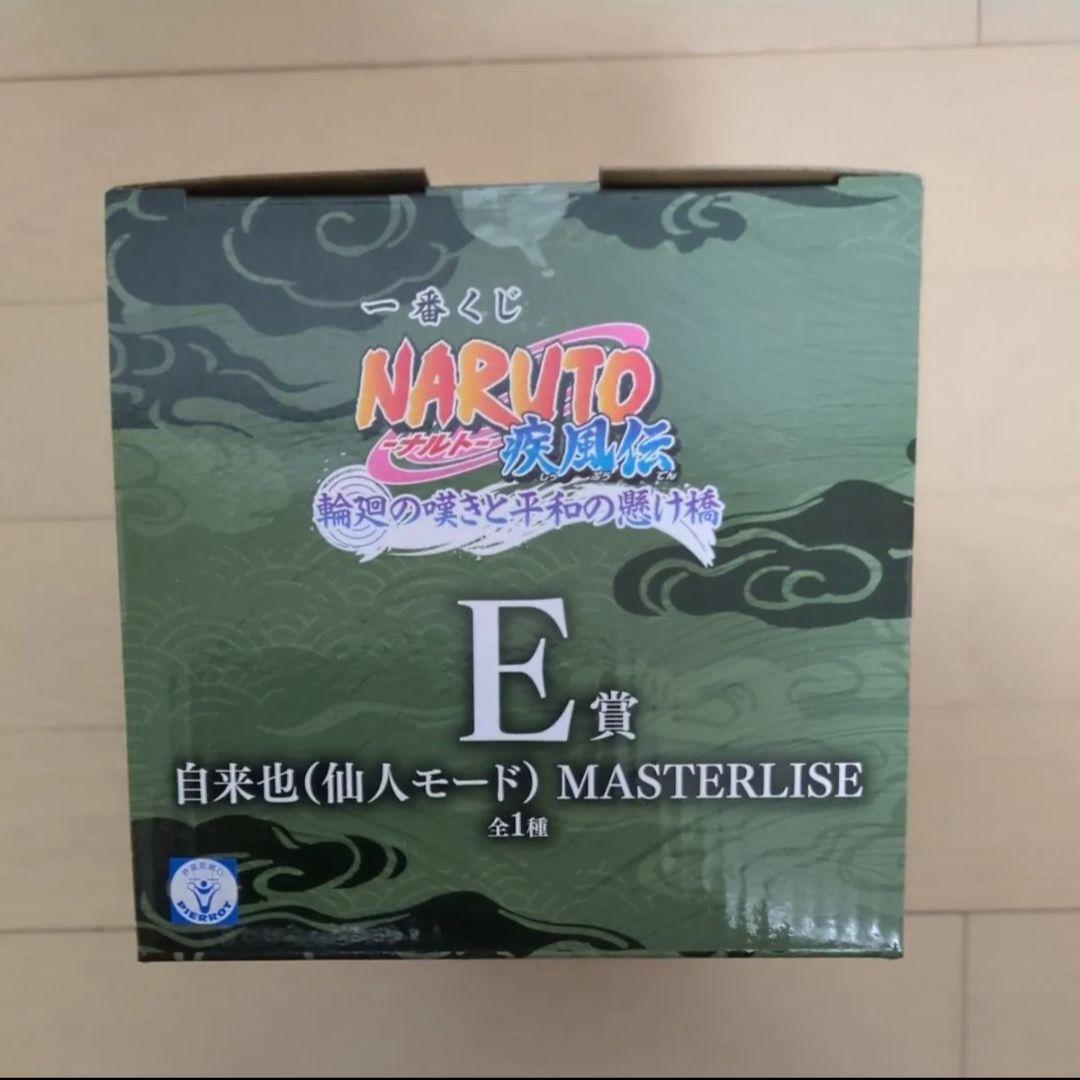 一番くじ
NARUTO
-ナルト-
疾風伝
しっ ぷう でん
輪廻の嘆きと平和の懸け橋
E賞
自来也(仙人モード) MASTERLISE
全1種
PIERROT